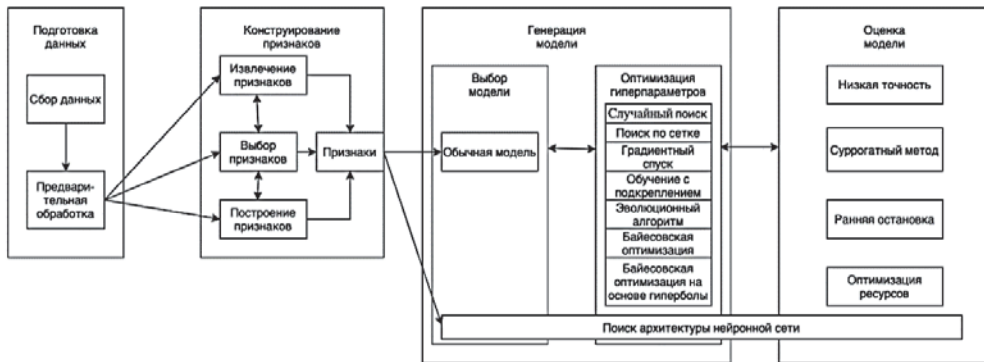 Подготовка
данных
Сбор данных
Предвари-
тельная
обработка
Конструирование
признаков
Извлечение
признаков
Выбор
признаков
Построение
признаков
Признаки
Генерация
модели
Выбор
модели
Обычная модель
Оптимизация
гиперпараметров
Случайный поиск
Поиск по сетке
Градиентный
спуск
Обучение с
подкреплением
Эволюционный
алгоритм
Байесовская
оптимизация
Байесовская
оптимизация на
основе гиперболы
Оценка
модели
Низкая точность
Суррогатный метод
Ранняя остановка
Оптимизация
ресурсов
Поиск архитектуры нейронной сети